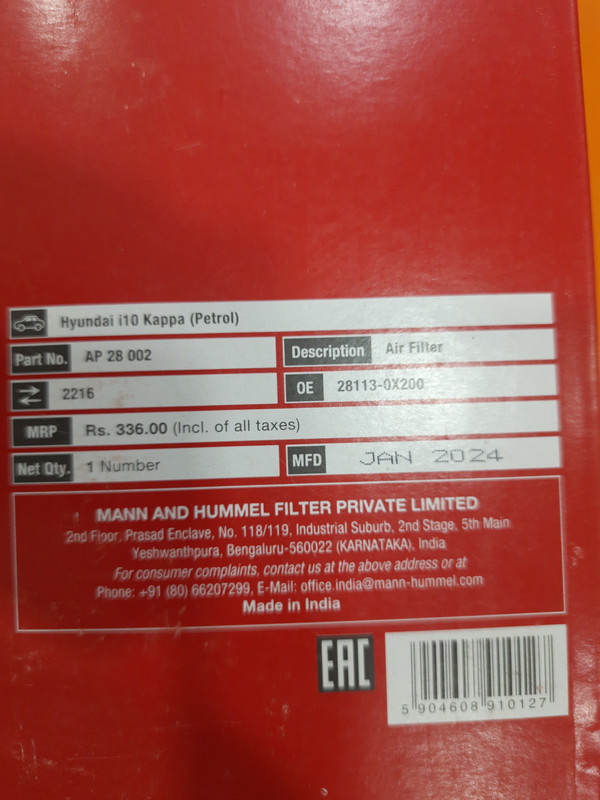 Hyundai i10 Kappa (Petrol)
Part No. AP 28 002 Description Air Filter
2216 OE 28113-0X200
MRP Rs. 336.00 (Incl. of all taxes)
Net Qty. 1 Number MFD JAN 2024
MANN AND HUMMEL FILTER PRIVATE LIMITED
2nd Floor, Prasad Enclave, No. 118/119, Industrial Suburb, 2nd Stage, 5th Main
Yeshwanthpura, Bengaluru-560022 (KARNATAKA), India
For consumer complaints, contact us at the above address or at
Phone: +91 (80) 66207299, E-Mail: office.india@mann-hummel.com
Made in India
EAC
5 904608 910127